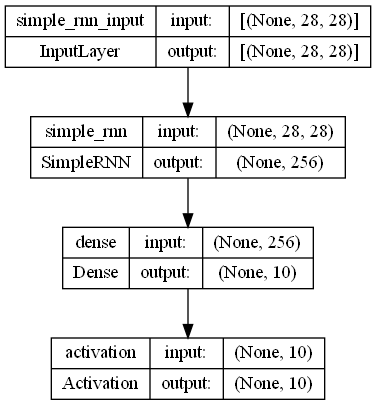 simple_rnn_input input: [(None, 28, 28)]
InputLayer output: [(None, 28, 28)]
simple_rnn input: (None, 28, 28)
SimpleRNN output: (None, 256)
dense input: (None, 256)
Dense output: (None, 10)
activation input: (None, 10)
Activation output: (None, 10)